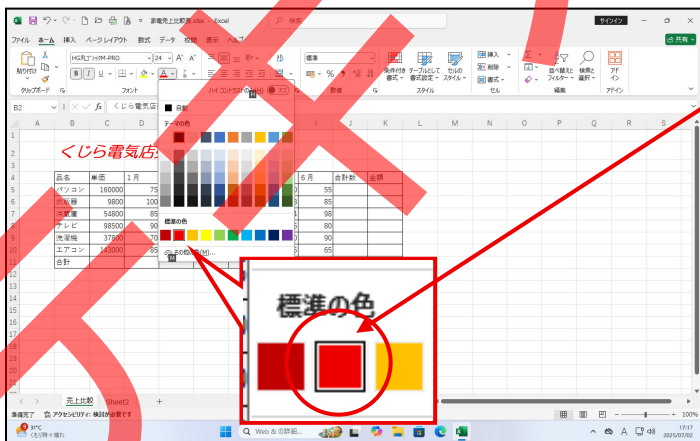 家電売上比較表.xlsx - Excel
検索
サインイン
ファイル ホーム 挿入 ページレイアウト 数式 データ 校閲 表示 ヘルプ
共有
貼り付け
HG丸ゴシックM-PRO 24 A A
B I U A
標準
条件付き 書式 テーブルとして 書式設定 セルの スタイル
挿入
削除
書式
並べ替えと フィルター 検索と 選択
アド イン
クリップボード フォント 数値 スタイル セル 編集 アドイン
ハイ コントラストのみ(H) オフ
B2 fx くじら電気店
自動
テーマの色
A B C D I J K L M N O P Q R S
くじら電気店
品名 単価 1月 6月 合計数 金額
パソコン 160000 75 55
炊飯器 9800 100 85
冷蔵庫 54800 85 98
テレビ 98500 90 80
洗濯機 37800 70 90
エアコン 143000 85 65
合計
標準の色
その他の色(M)...
M
標準の色
売上比較 Sheet2 +
準備完了 アクセシビリティ: 検討が必要です
100%
31°C
くもり時々晴れ
Web & の詳細...
A
17:17
2025/07/02